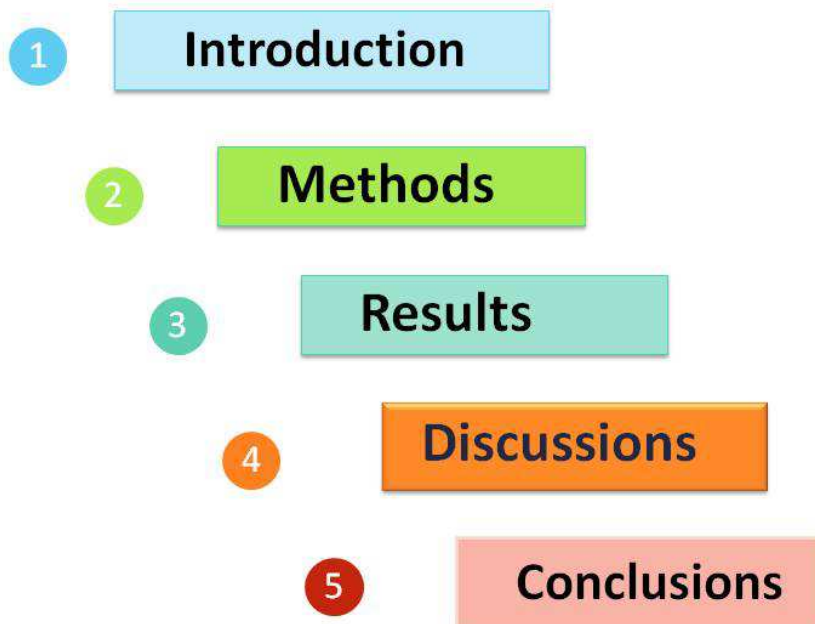 1 Introduction
2 Methods
3 Results
4 Discussions
5 Conclusions